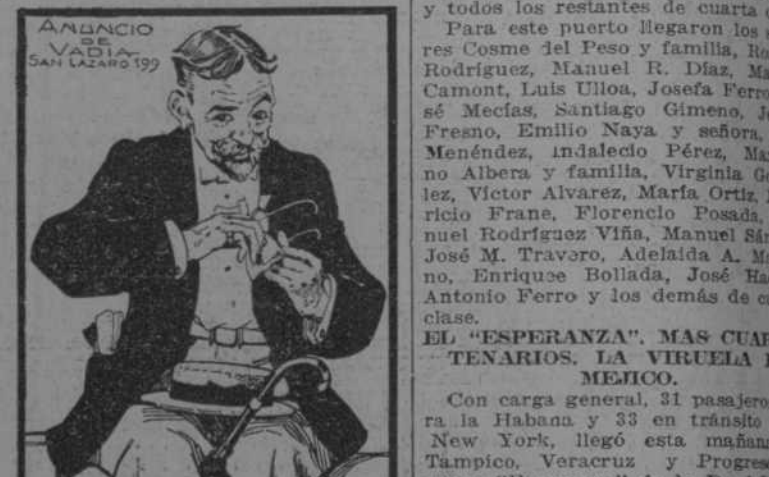 ANUNCIO
DE
VADIA
SAN LAZARO 199
y todos los restantes de cuarta
Para este puerto llegaron los
res Cosme del Peso y familia,
Rodríguez, Manuel R. Díaz,
Camont, Luis Ulloa, Josefa Ferro
sé Mecías, Santiago Gimeno,
Fresno, Emilio Naya y señora,
Menéndez, Indalecio Pérez,
no Albera y familia, Virginia
lez, Víctor Alvarez, María Ortiz,
ricio Frane, Florencio Posada,
nuel Rodríguez Viña, Manuel
José M. Travero, Adelaida A.
no, Enriquee Bollada, José
Antonio Ferro y los demás de
clase.
EL "ESPERANZA". MAS
TENARIOS. LA VIRUELA
MEJICO.
Con carga general, 31
ra la Habana y 33 en tránsito
New York, llegó esta
Tampico, Veracruz y